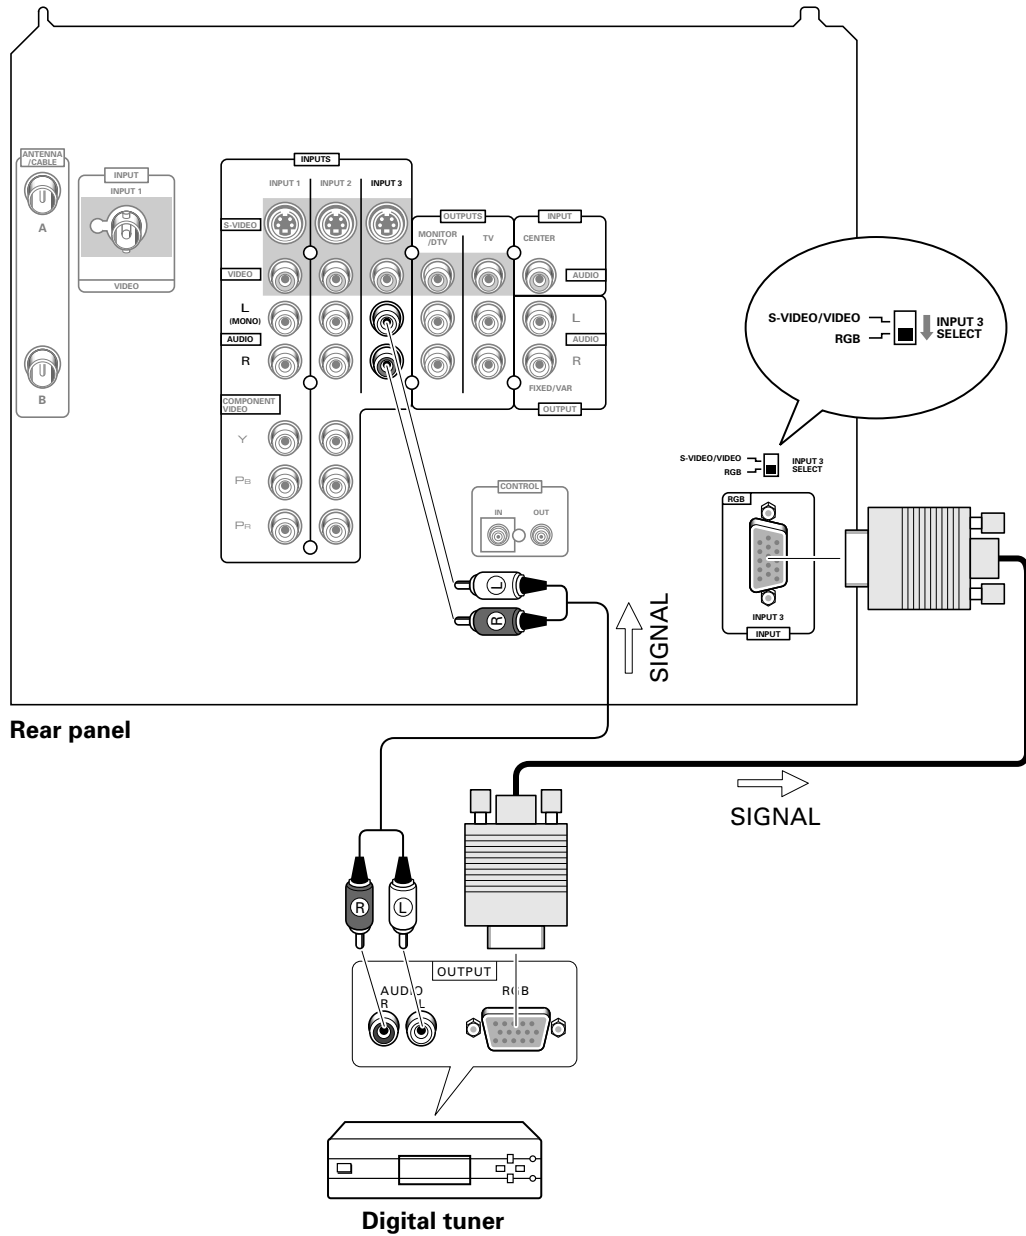 ANTENNA
/CABLE
A
B
INPUT
INPUT 1
VIDEO
INPUTS
INPUT 1
INPUT 2
INPUT 3
S-VIDEO
VIDEO
L
(MONO)
AUDIO
R
COMPONENT
VIDEO
Y
PB
PR
OUTPUTS
MONITOR
/DTV
TV
INPUT
CENTER
AUDIO
L
AUDIO
R
FIXED/VAR
OUTPUT
CONTROL
IN
OUT
S-VIDEO/VIDEO
RGB
INPUT 3
SELECT
S-VIDEO/VIDEO
RGB
INPUT 3
SELECT
RGB
INPUT 3
INPUT
L
R
SIGNAL
Rear panel
SIGNAL
R
L
OUTPUT
AUDIO
R
L
RGB
Digital tuner